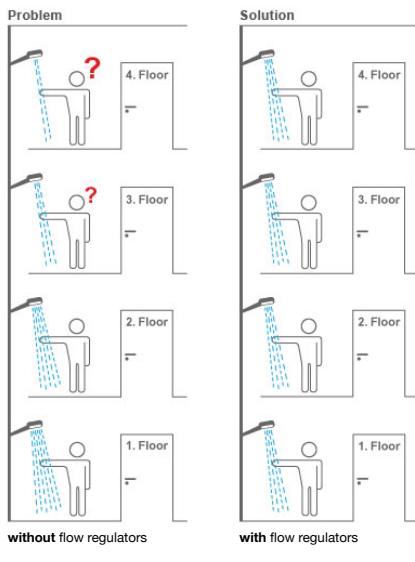 Problem
?
4. Floor
?
3. Floor
2. Floor
1. Floor
without flow regulators
Solution
4. Floor
3. Floor
2. Floor
1. Floor
with flow regulators